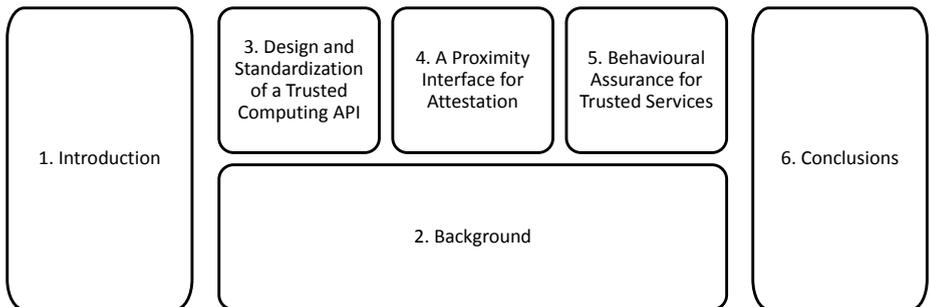 1. Introduction
3. Design and
Standardization
of a Trusted
Computing API
4. A Proximity
Interface for
Attestation
5. Behavioural
Assurance for
Trusted Services
2. Background
6. Conclusions